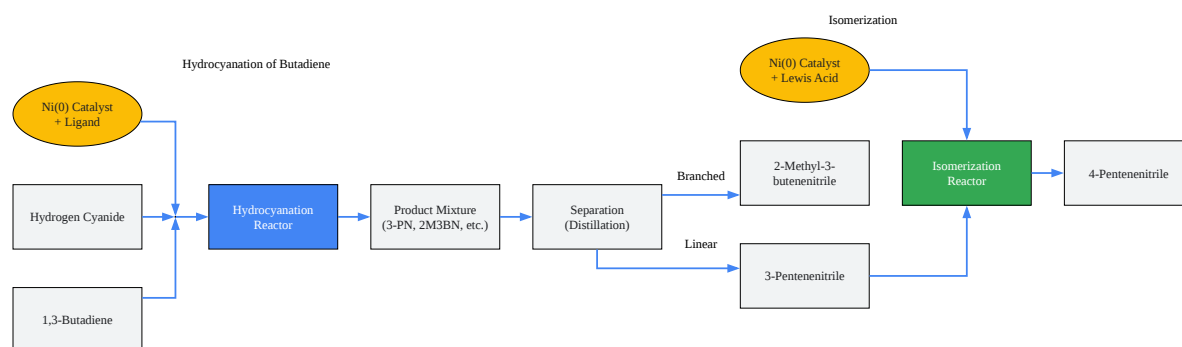 Isomerization
Hydrocyanation of Butadiene
Ni(0) Catalyst
+ Ligand
Ni(0) Catalyst
+ Lewis Acid
Hydrogen Cyanide
Hydrocyanation
Reactor
Product Mixture
(3-PN, 2M3BN, etc.)
Separation
(Distillation)
Branched
2-Methyl-3-
butenenitrile
Isomerization
Reactor
4-Pentenenitrile
Linear
3-Pentenenitrile
1,3-Butadiene